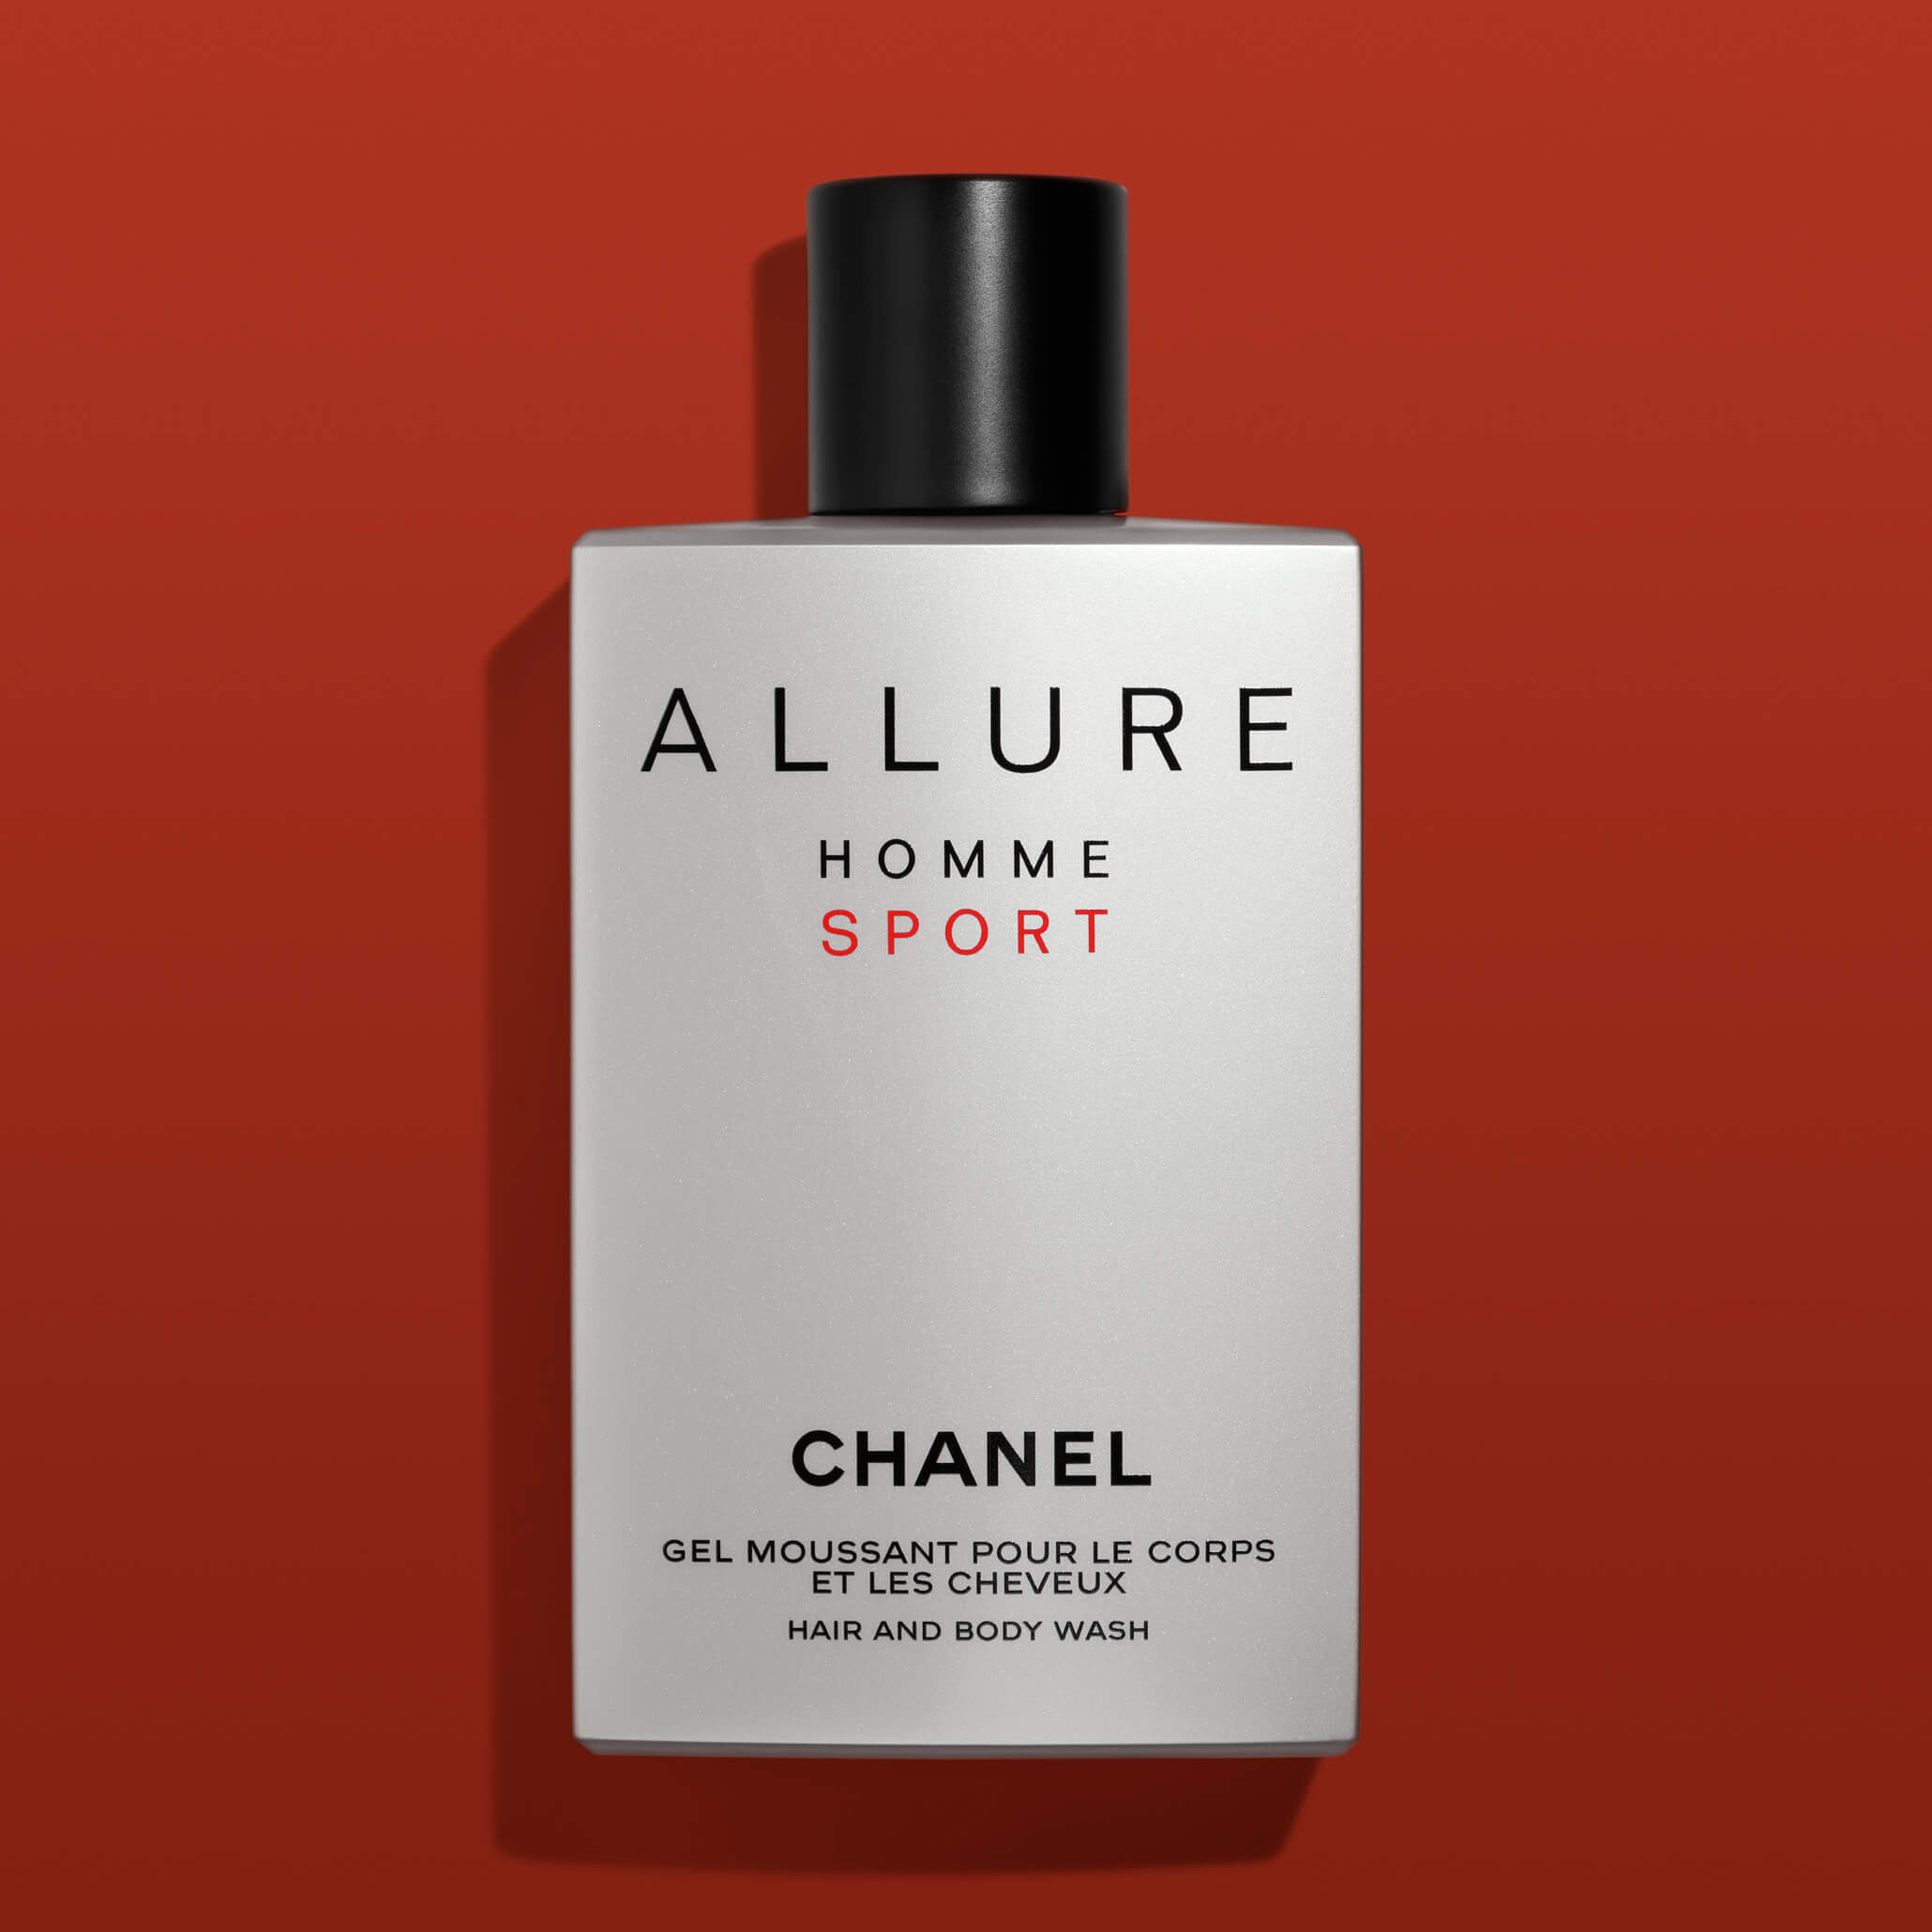 ALLURE
HOMME
SPORT
CHANEL
GEL MOUSSANT POUR LE CORPS
ET LES CHEVEUX
HAIR AND BODY WASH